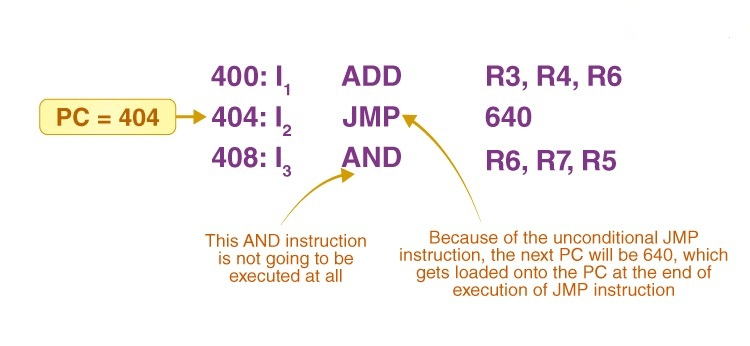 400: I1 ADD R3, R4, R6
PC = 404
404: I2 JMP 640
408: I3 AND R6, R7, R5
This AND instruction
is not going to be
executed at all
Because of the unconditional JMP
instruction, the next PC will be 640, which
gets loaded onto the PC at the end of
execution of JMP instruction